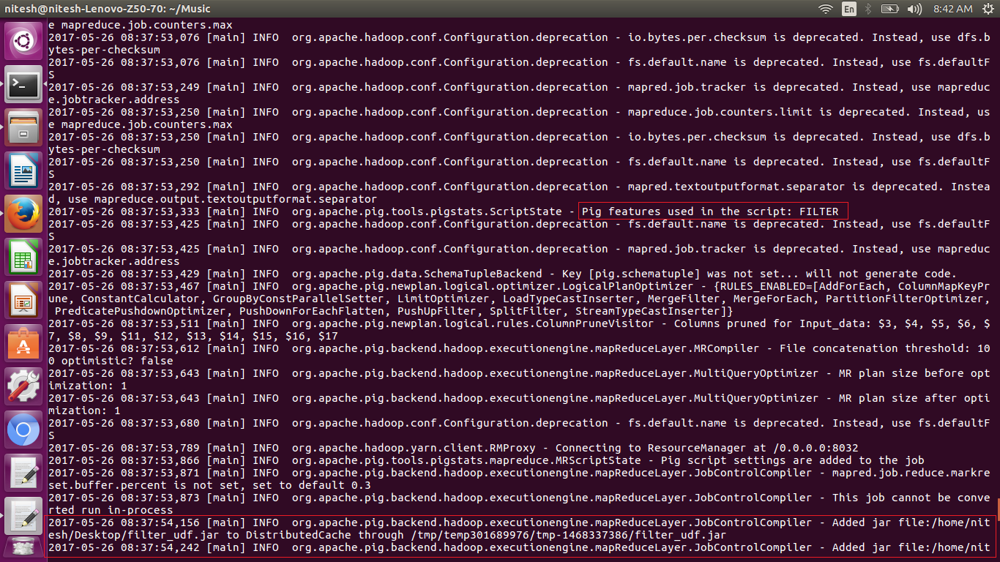 nitesh@nitesh-Lenovo-Z50-70: ~/Music
En
8:42 AM
e mapreduce.job.counters.max
2017-05-26 08:37:53,076 [main] INFO  org.apache.hadoop.conf.Configuration.deprecation - io.bytes.per.checksum is deprecated. Instead, use dfs.b
ytes-per-checksum
2017-05-26 08:37:53,076 [main] INFO  org.apache.hadoop.conf.Configuration.deprecation - fs.default.name is deprecated. Instead, use fs.defaultF
S
2017-05-26 08:37:53,249 [main] INFO  org.apache.hadoop.conf.Configuration.deprecation - mapred.job.tracker is deprecated. Instead, use mapreduc
e.jobtracker.address
2017-05-26 08:37:53,250 [main] INFO  org.apache.hadoop.conf.Configuration.deprecation - mapreduce.job.counters.limit is deprecated. Instead, us
e mapreduce.job.counters.max
2017-05-26 08:37:53,250 [main] INFO  org.apache.hadoop.conf.Configuration.deprecation - io.bytes.per.checksum is deprecated. Instead, use dfs.b
ytes-per-checksum
2017-05-26 08:37:53,250 [main] INFO  org.apache.hadoop.conf.Configuration.deprecation - fs.default.name is deprecated. Instead, use fs.defaultF
S
2017-05-26 08:37:53,292 [main] INFO  org.apache.hadoop.conf.Configuration.deprecation - mapred.textoutputformat.separator is deprecated. Instea
d, use mapreduce.output.textoutputformat.separator
2017-05-26 08:37:53,333 [main] INFO  org.apache.pig.tools.pigstats.ScriptState - Pig features used in the script: FILTER
2017-05-26 08:37:53,425 [main] INFO  org.apache.hadoop.conf.Configuration.deprecation - fs.default.name is deprecated. Instead, use fs.defaultF
S
2017-05-26 08:37:53,425 [main] INFO  org.apache.hadoop.conf.Configuration.deprecation - mapred.job.tracker is deprecated. Instead, use mapreduc
e.jobtracker.address
2017-05-26 08:37:53,429 [main] INFO  org.apache.pig.data.SchemaTupleBackend - Key [pig.schematuple] was not set... will not generate code.
2017-05-26 08:37:53,467 [main] INFO  org.apache.pig.newplan.logical.optimizer.LogicalPlanOptimizer - {RULES_ENABLED=[AddForEach, ColumnMapKeyPr
une, ConstantCalculator, GroupByConstParallelSetter, LimitOptimizer, LoadTypeCastInserter, MergeFilter, MergeForEach, PartitionFilterOptimizer,
 PredicatePushdownOptimizer, PushDownForEachFlatten, PushUpFilter, SplitFilter, StreamTypeCastInserter]}
2017-05-26 08:37:53,511 [main] INFO  org.apache.pig.newplan.logical.rules.ColumnPruneVisitor - Columns pruned for Input_data: $3, $4, $5, $6, $
7, $8, $9, $11, $12, $13, $14, $15, $16, $17
2017-05-26 08:37:53,612 [main] INFO  org.apache.pig.backend.hadoop.executionengine.mapReduceLayer.MRCompiler - File concatenation threshold: 10
0 optimistic? false
2017-05-26 08:37:53,643 [main] INFO  org.apache.pig.backend.hadoop.executionengine.mapReduceLayer.MultiQueryOptimizer - MR plan size before opt
imization: 1
2017-05-26 08:37:53,643 [main] INFO  org.apache.pig.backend.hadoop.executionengine.mapReduceLayer.MultiQueryOptimizer - MR plan size after opti
mization: 1
2017-05-26 08:37:53,680 [main] INFO  org.apache.hadoop.conf.Configuration.deprecation - fs.default.name is deprecated. Instead, use fs.defaultF
S
2017-05-26 08:37:53,789 [main] INFO  org.apache.hadoop.yarn.client.RMProxy - Connecting to ResourceManager at /0.0.0.0:8032
2017-05-26 08:37:53,866 [main] INFO  org.apache.pig.tools.pigstats.mapreduce.MRScriptState - Pig script settings are added to the job
2017-05-26 08:37:53,871 [main] INFO  org.apache.pig.backend.hadoop.executionengine.mapReduceLayer.JobControlCompiler - mapred.job.reduce.markre
set.buffer.percent is not set, set to default 0.3
2017-05-26 08:37:53,873 [main] INFO  org.apache.pig.backend.hadoop.executionengine.mapReduceLayer.JobControlCompiler - This job cannot be conve
rted run in-process
2017-05-26 08:37:54,156 [main] INFO  org.apache.pig.backend.hadoop.executionengine.mapReduceLayer.JobControlCompiler - Added jar file:/home/nit
esh/Desktop/filter_udf.jar to DistributedCache through /tmp/temp301689976/tmp-1468337386/filter_udf.jar
2017-05-26 08:37:54,242 [main] INFO  org.apache.pig.backend.hadoop.executionengine.mapReduceLayer.JobControlCompiler - Added jar file:/home/nit